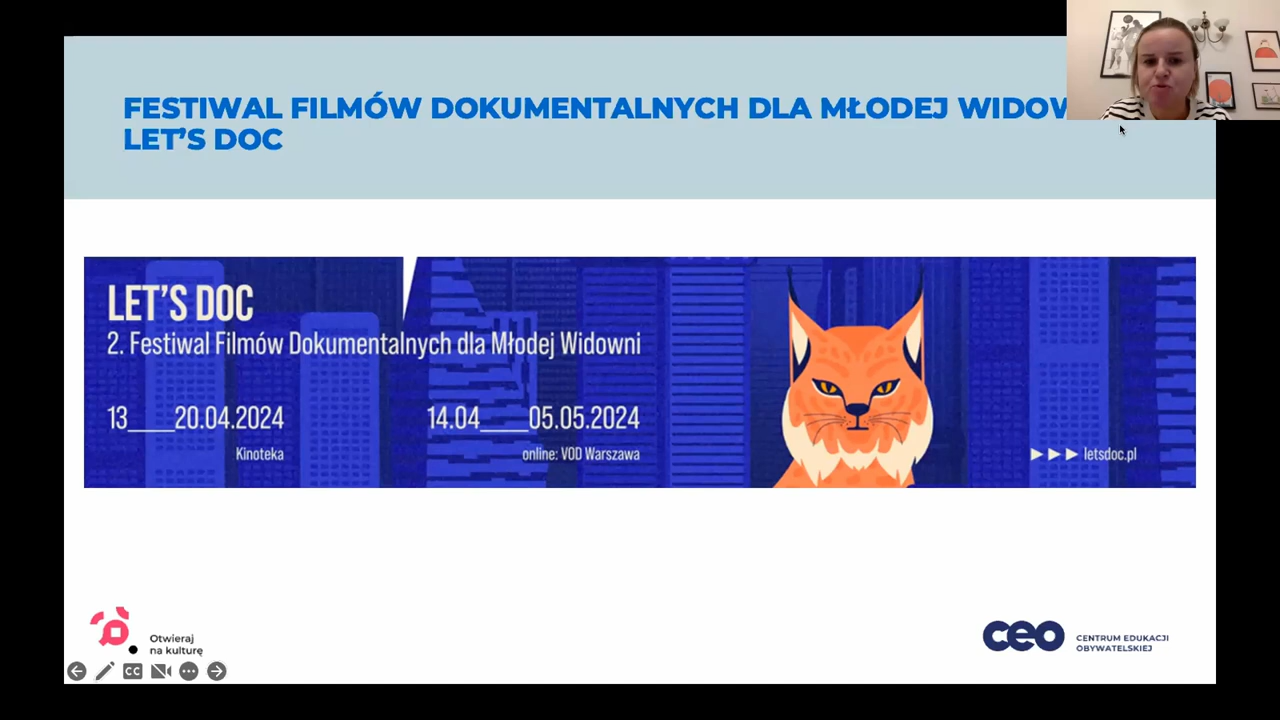 FESTIWAL FILMÓW DOKUMENTALNYCH DLA MŁODEJ
LET'S DOC
LET'S DOC
2. Festiwal Filmów Dokumentalnych dla Młodej Widowni
13____20.04.2024
Kinoteka
14.04____05.05.2024
online: VOD Warszawa
letsdoc.pl
Otwieraj
na kulturę
CC
ceo
CENTRUM EDUKACJI
OBYWATELSKIEJ